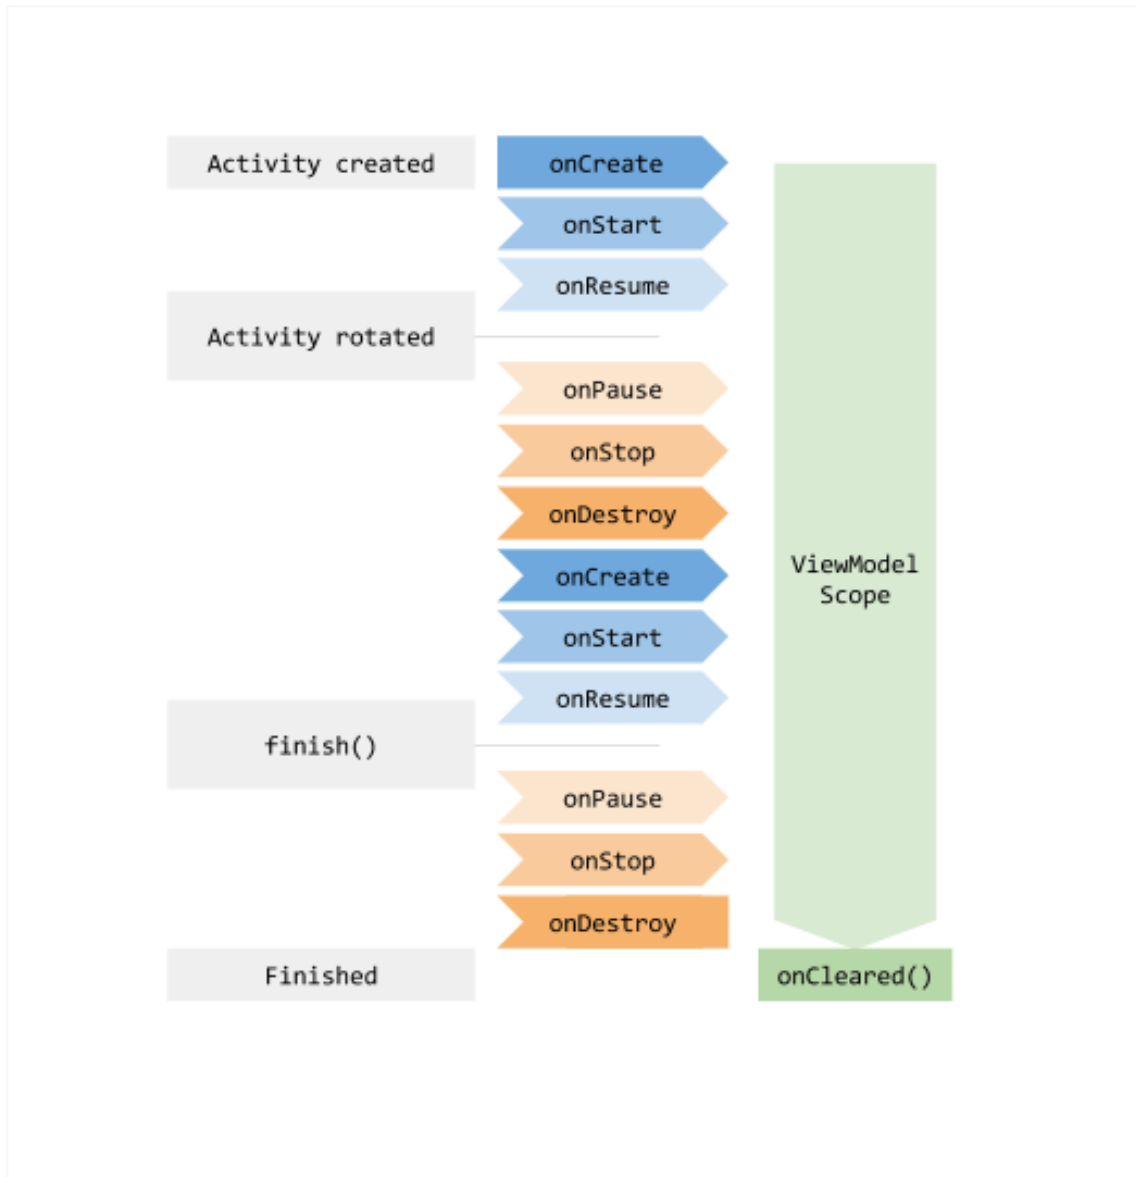 Activity created
onCreate
onStart
onResume
Activity rotated
onPause
onStop
onDestroy
onCreate
ViewModel
Scope
onStart
onResume
finish()
onPause
onStop
onDestroy
Finished
onCleared()